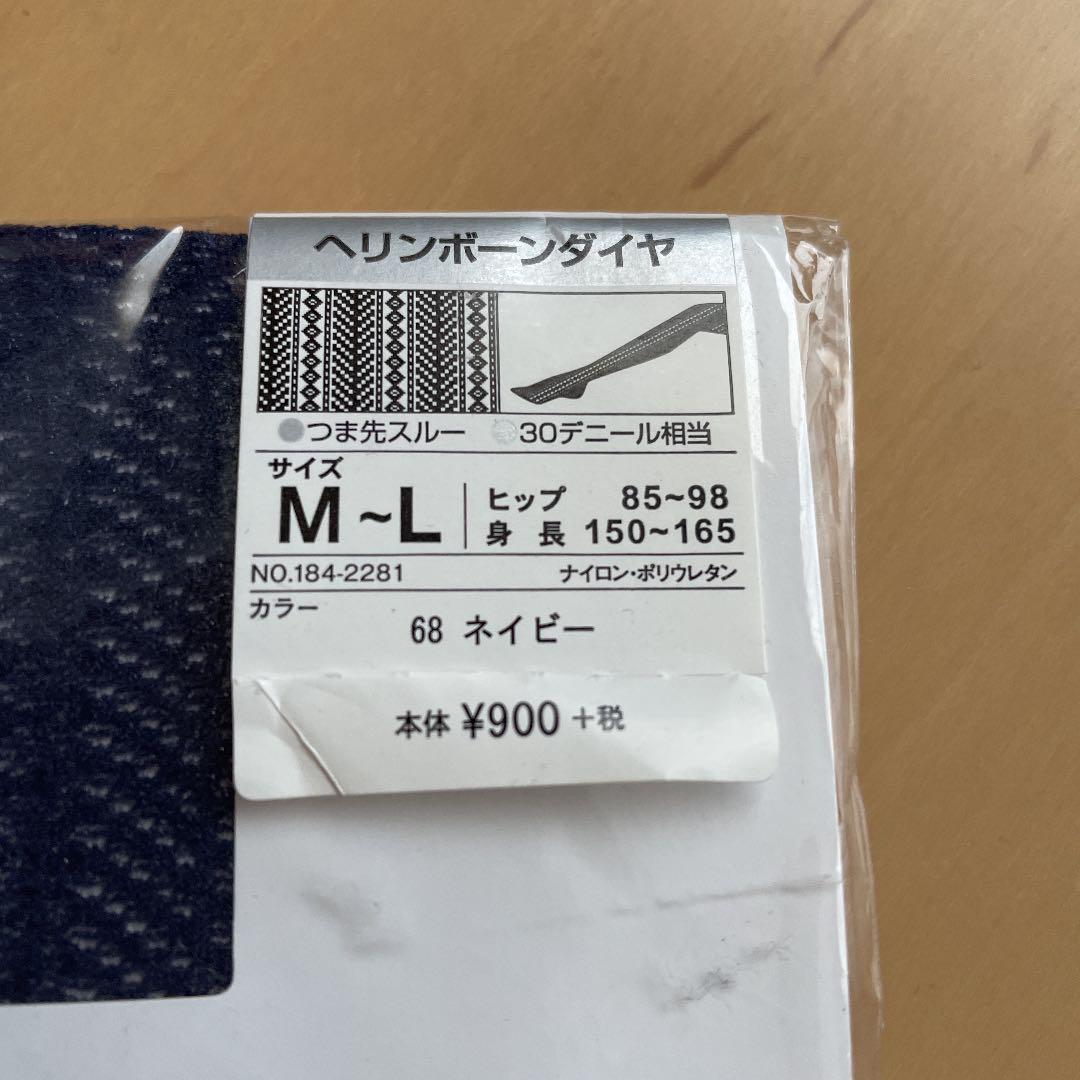 ヘリンボーンダイヤ
つま先スルー 30デニール相当
サイズ
M~L
ヒップ 85~98
身長 150~165
NO.184-2281 ナイロン・ポリウレタン
カラー
68 ネイビー
本体 ¥900+税